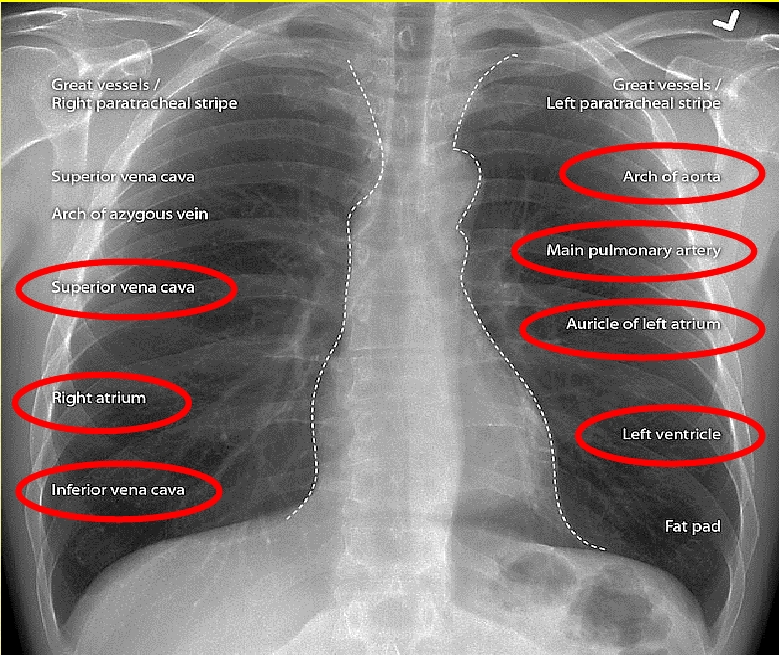 Great vessels /
Right paratracheal stripe
Superior vena cava
Arch of azygous vein
Superior vena cava
Right atrium
Inferior vena cava
Great vessels /
Left paratracheal stripe
Arch of aorta
Main pulmonary artery
Auricle of left atrium
Left ventricle
Fat pad